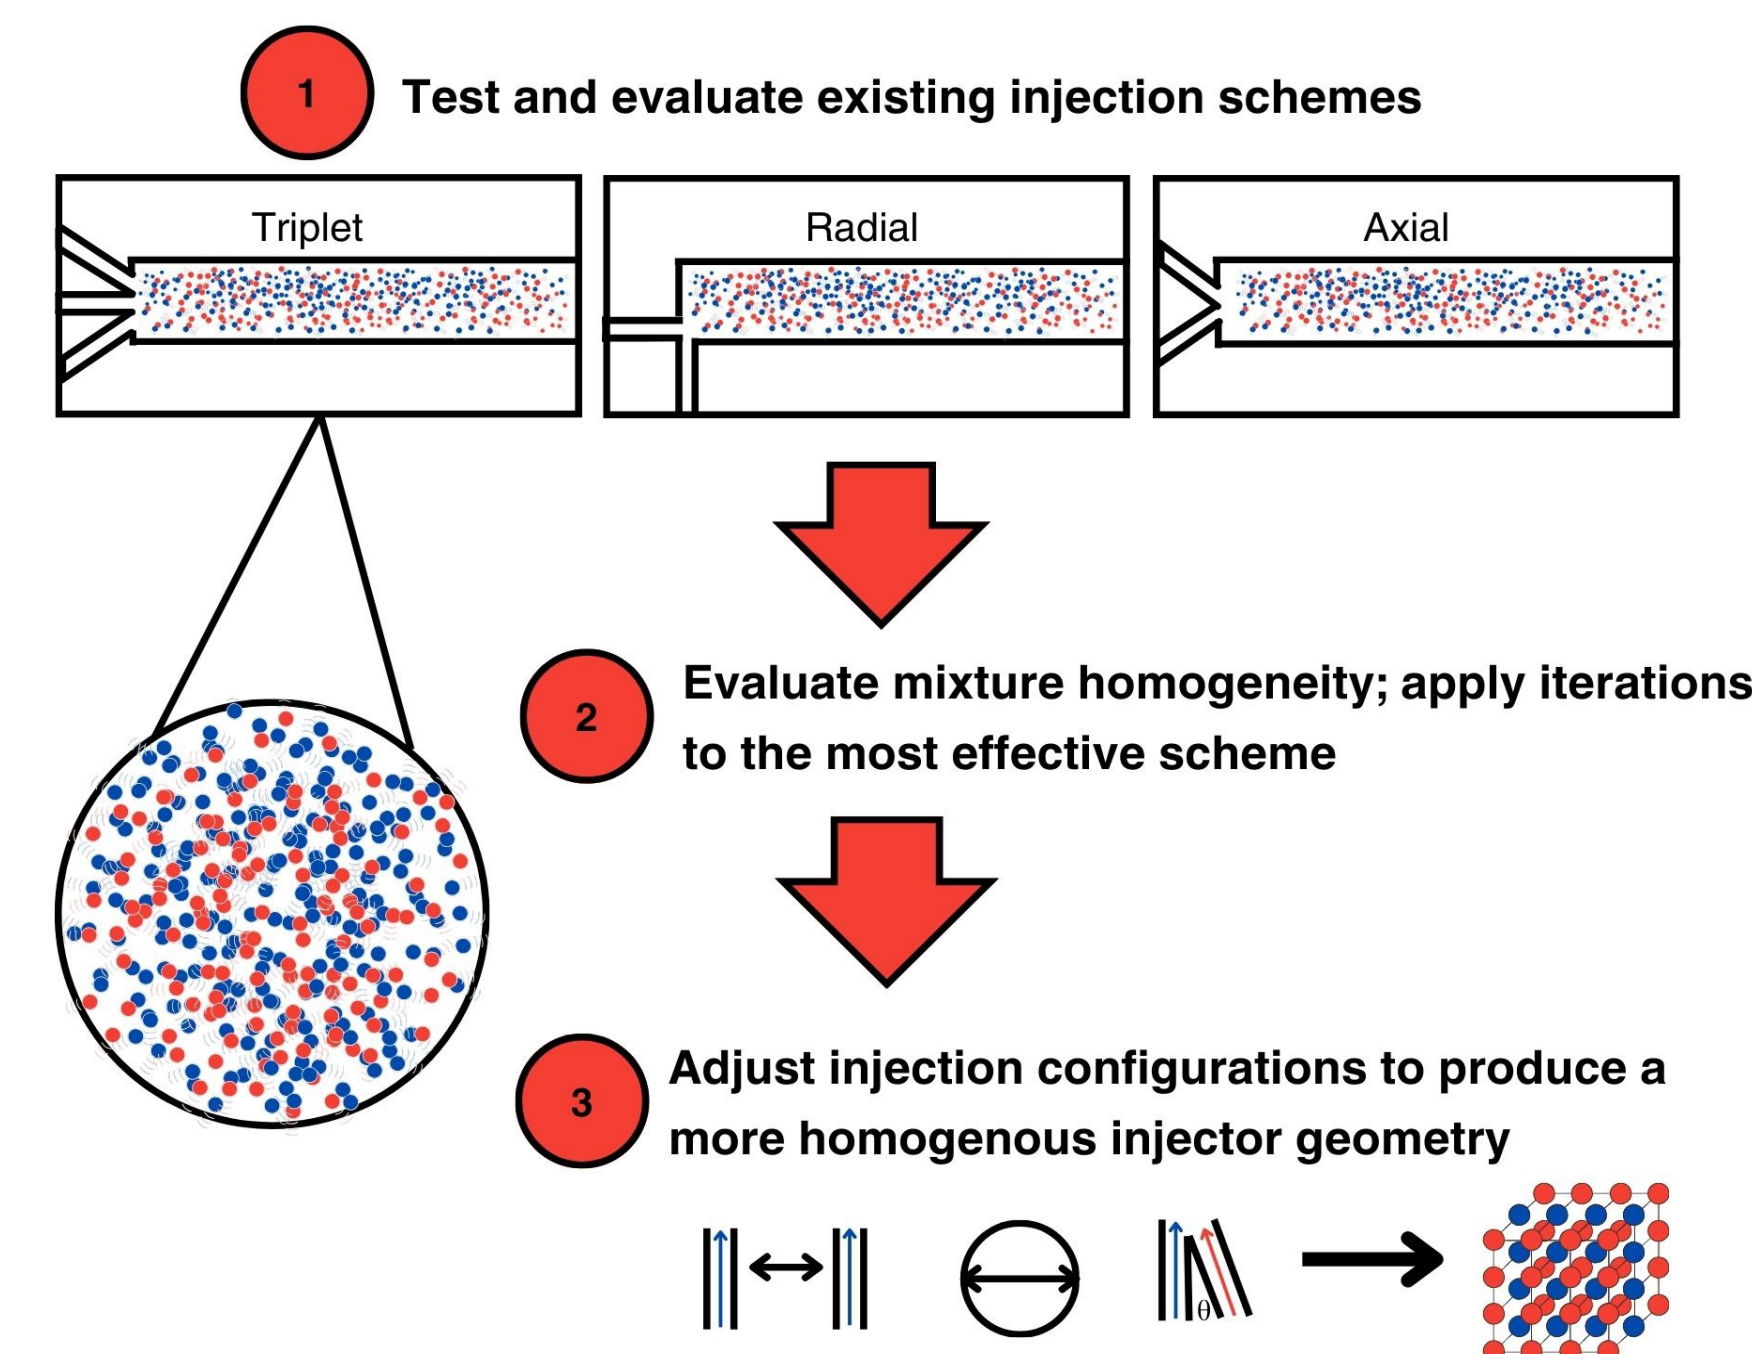 1
Test and evaluate existing injection schemes
Triplet
Radial
Axial
2
Evaluate mixture homogeneity; apply iterations
to the most effective scheme
3
Adjust injection configurations to produce a
more homogenous injector geometry
θ